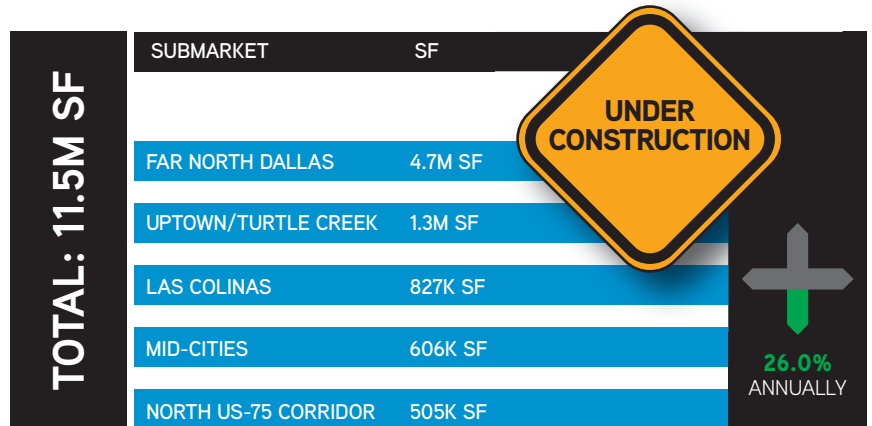 TOTAL: 11.5M SF
SUBMARKET SF
FAR NORTH DALLAS 4.7M SF
UPTOWN/TURTLE CREEK 1.3M SF
LAS COLINAS 827K SF
MID-CITIES 606K SF
NORTH US-75 CORRIDOR 505K SF
UNDER
CONSTRUCTION
26.0%
ANNUALLY